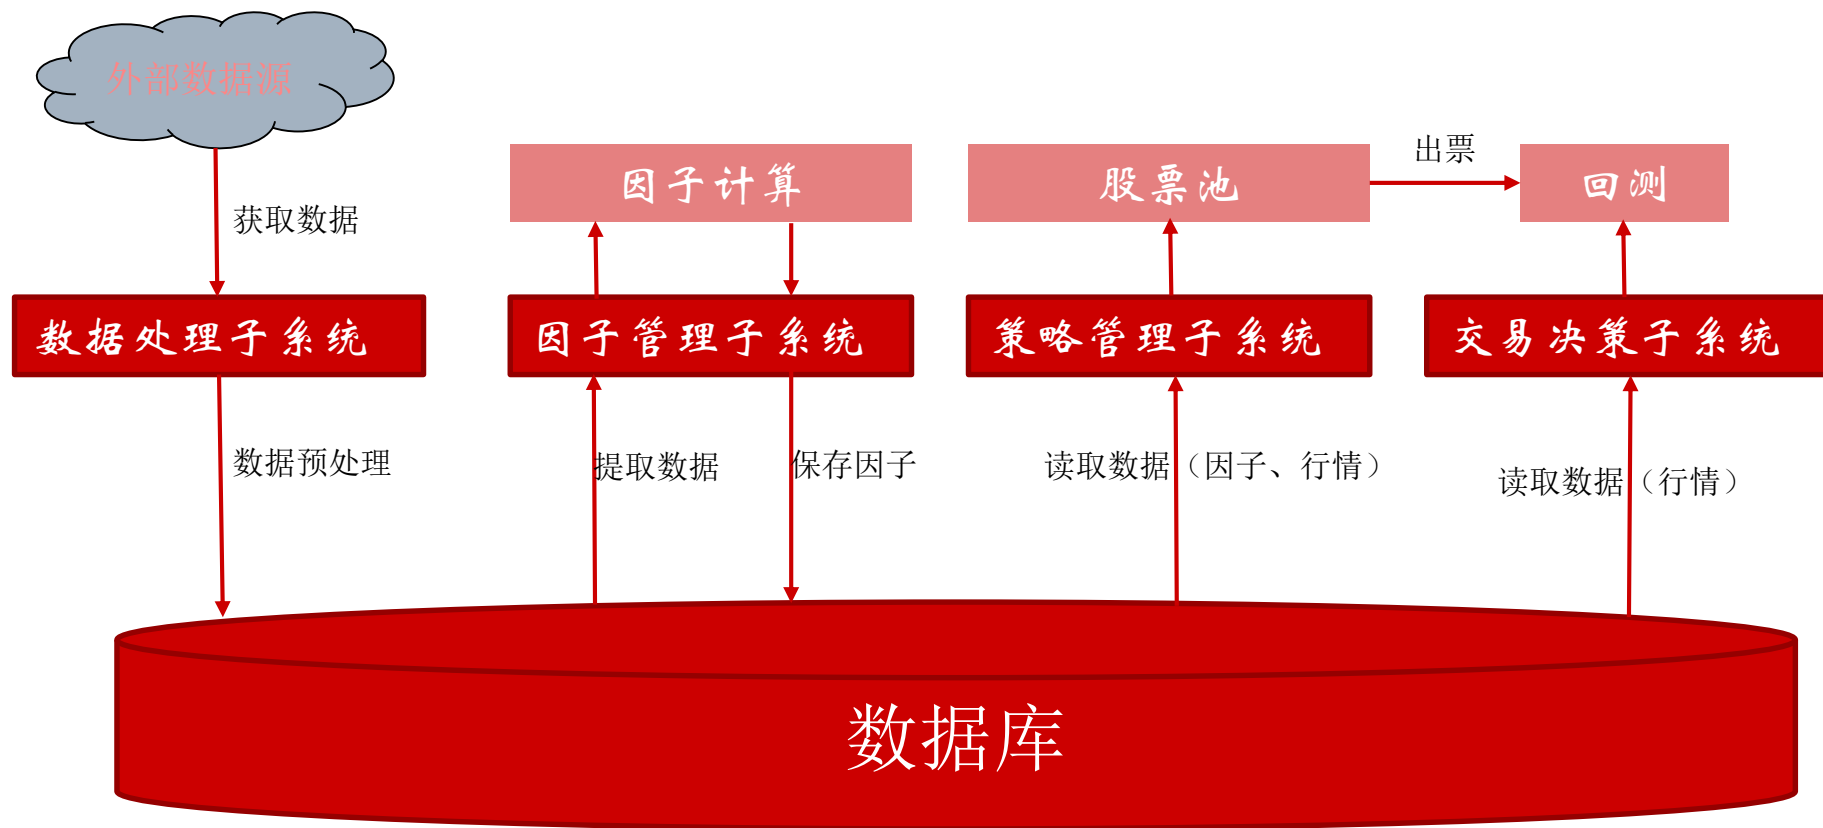 外部数据源
出票
因子计算
股票池
回测
获取数据
数据处理子系统
因子管理子系统
策略管理子系统
交易决策子系统
数据预处理
提取数据
保存因子
读取数据（因子、行情）
读取数据（行情）
数据库